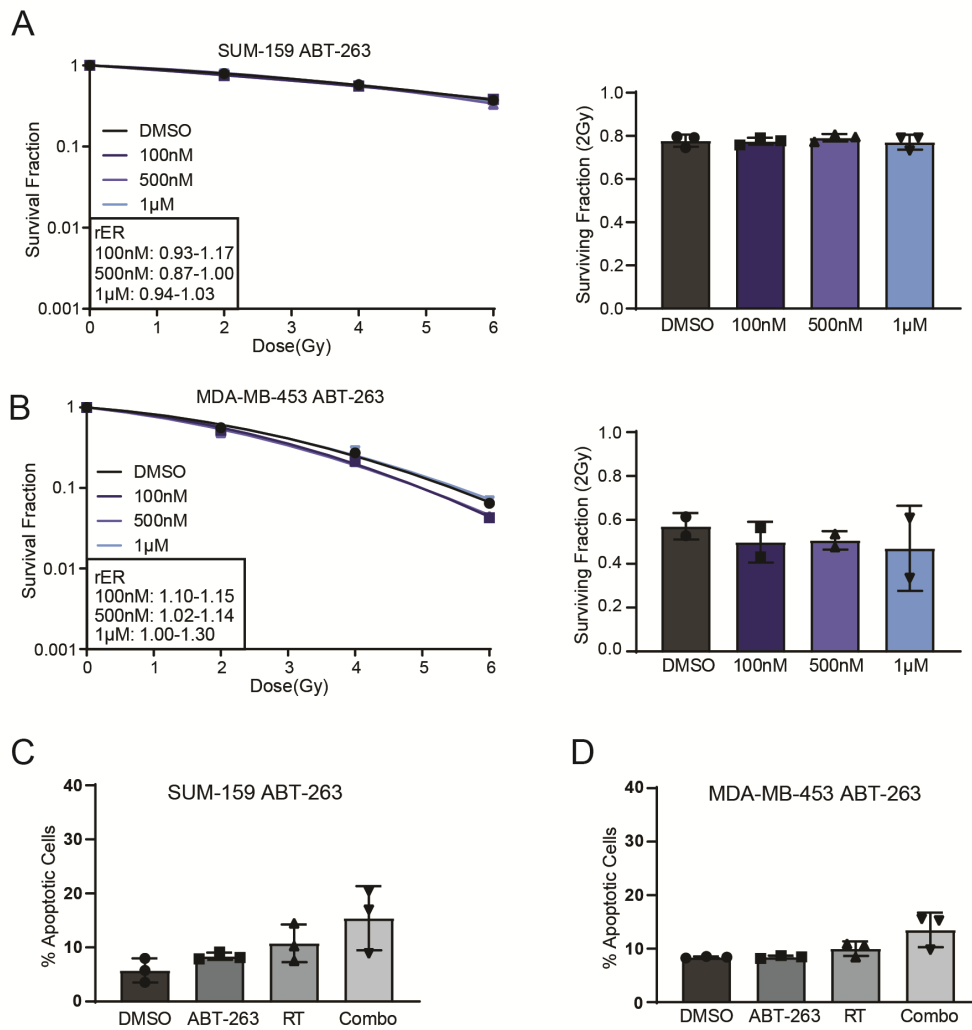 A
SUM-159 ABT-263
Survival Fraction
1
0.1
0.01
0.001
DMSO
100nM
500nM
1µM
rER
100nM: 0.93-1.17
500nM: 0.87-1.00
1µM: 0.94-1.03
0 1 2 3 4 5 6
Dose(Gy)
Surviving Fraction (2Gy)
1.0
0.8
0.6
0.4
0.2
0.0
DMSO 100nM 500nM 1µM
B
MDA-MB-453 ABT-263
Survival Fraction
1
0.1
0.01
0.001
DMSO
100nM
500nM
1µM
rER
100nM: 1.10-1.15
500nM: 1.02-1.14
1µM: 1.00-1.30
0 1 2 3 4 5 6
Dose(Gy)
Surviving Fraction (2Gy)
1.0
0.8
0.6
0.4
0.2
0.0
DMSO 100nM 500nM 1µM
C
SUM-159 ABT-263
% Apoptotic Cells
40
30
20
10
0
DMSO ABT-263 RT Combo
D
MDA-MB-453 ABT-263
% Apoptotic Cells
40
30
20
10
0
DMSO ABT-263 RT Combo